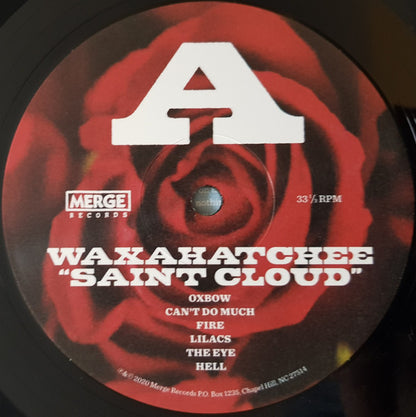 A
MERGE
RECORDS
33⅓ RPM
nothin
WAXAHATCHEE
"SAINT CLOUD"
OXBOW
CAN'T DO MUCH
FIRE
LILACS
THE EYE
HELL
℗ & © 2020 Merge Records P.O. Box 1235, Chapel Hill, NC 27514